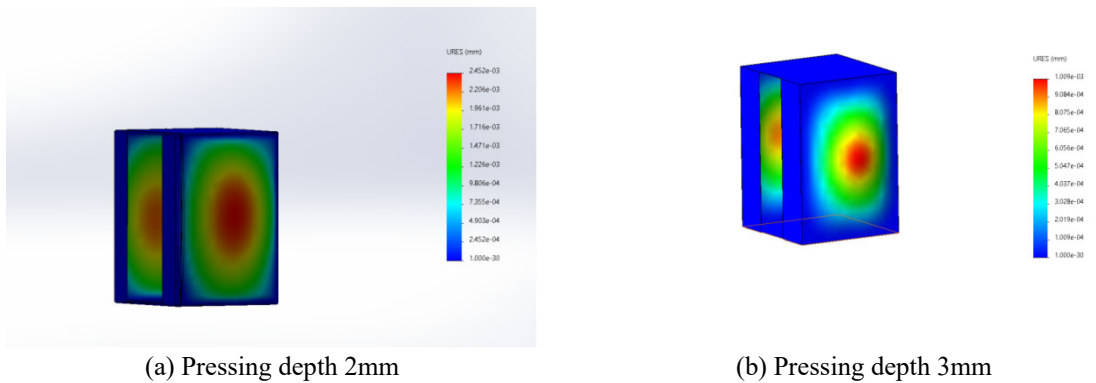 URES (mm)
2.452e-03
2.206e-03
1.961e-03
1.716e-03
1.471e-03
1.226e-03
9.806e-04
7.355e-04
4.903e-04
2.452e-04
1.000e-30
URES (mm)
1.009e-03
9.084e-04
8.075e-04
7.065e-04
6.056e-04
5.047e-04
4.037e-04
3.028e-04
2.019e-04
1.009e-04
1.000e-30
(a) Pressing depth 2mm
(b) Pressing depth 3mm